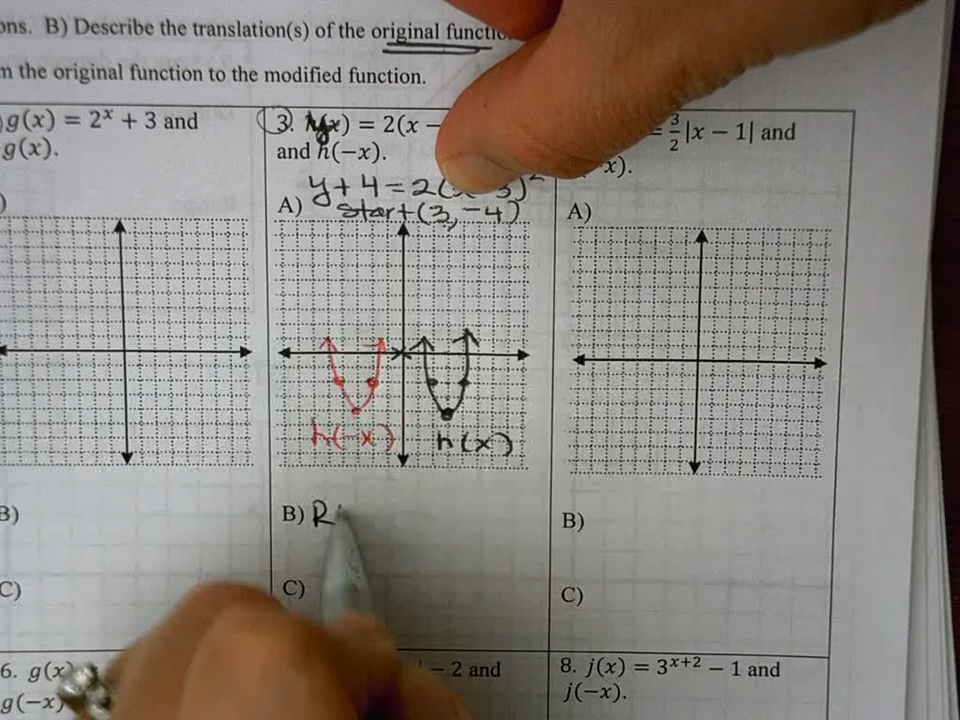 ons. B) Describe the translation(s) of the original
m the original function to the modified function.
g(x) = 2ˣ + 3 and
g(x).
3. h(x) = 2(x −
and h(−x).
y + 4 = 2(x − 3)²
A) start (3, −4)
h(−x) h(x)
B) R
C)
= 3/2|x − 1| and
x).
A)
B)
C)
)
B)
C)
6. g(x)
g(−x)
− 2 and
8. j(x) = 3ˣ⁺² − 1 and
j(−x).